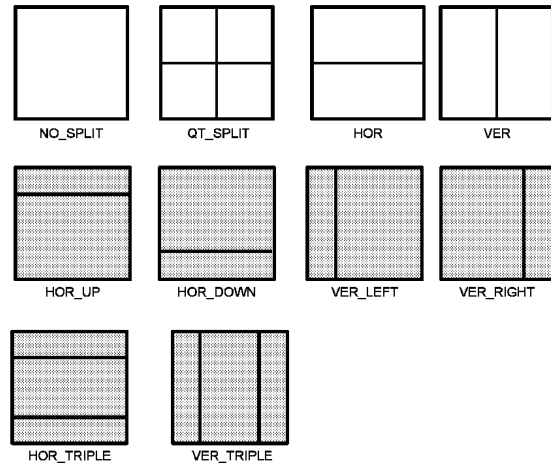 NO_SPLIT QT_SPLIT HOR VER
HOR_UP HOR_DOWN VER_LEFT VER_RIGHT
HOR_TRIPLE VER_TRIPLE